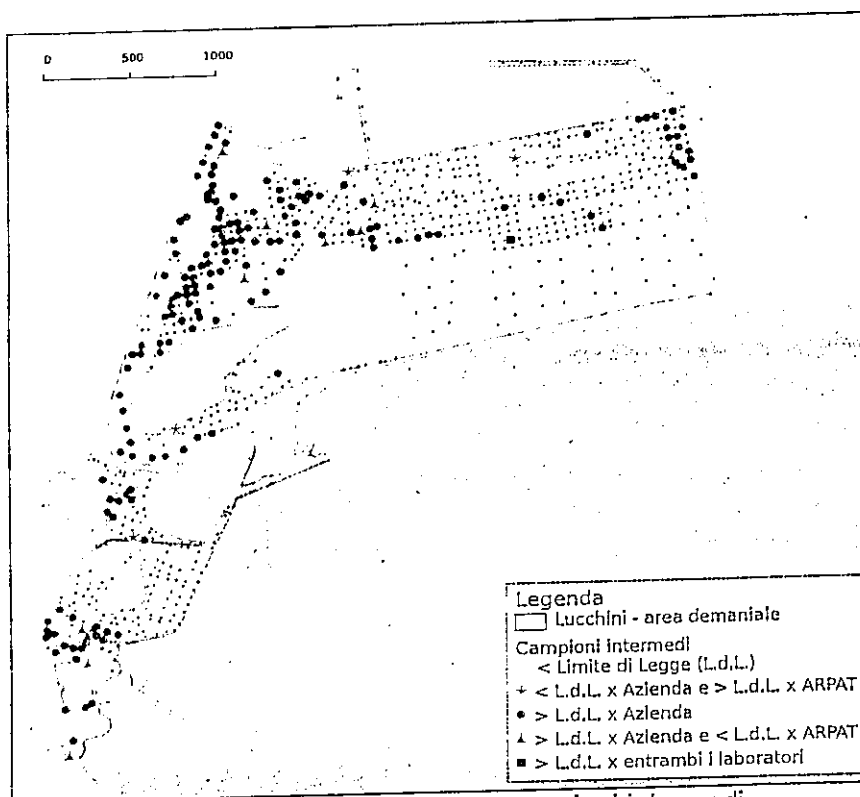 0 500 1000
Legenda
Lucchini - area demaniale
Campioni intermedi
< Limite di Legge (L.d.L.)
< L.d.L. x Azienda e > L.d.L. x ARPAT
> L.d.L. x Azienda
> L.d.L. x Azienda e < L.d.L. x ARPAT
> L.d.L. x entrambi i laboratori